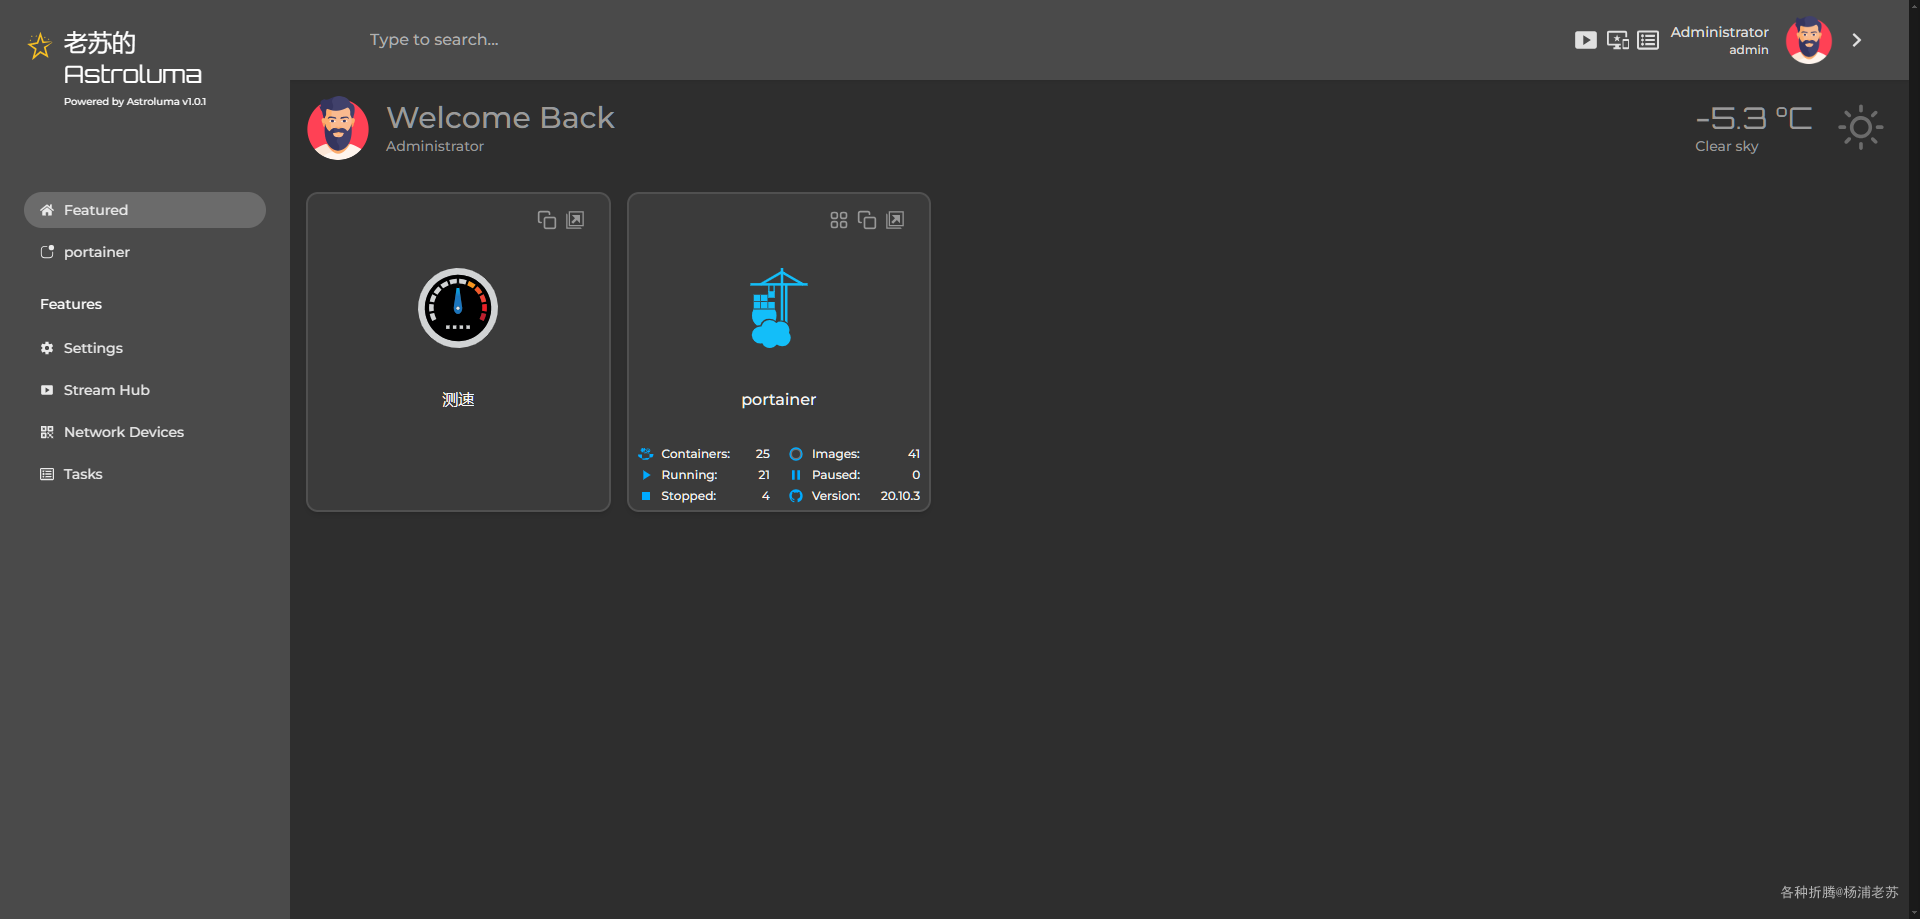 老苏的
Astroluma
Powered by Astroluma v1.0.1
Type to search...
Administrator
admin
Welcome Back
Administrator
-5.3 °C
Clear sky
Featured
portainer
Features
Settings
Stream Hub
Network Devices
Tasks
测速
portainer
Containers: 25 Images: 41
Running: 21 Paused: 0
Stopped: 4 Version: 20.10.3
各种折腾@杨浦老苏